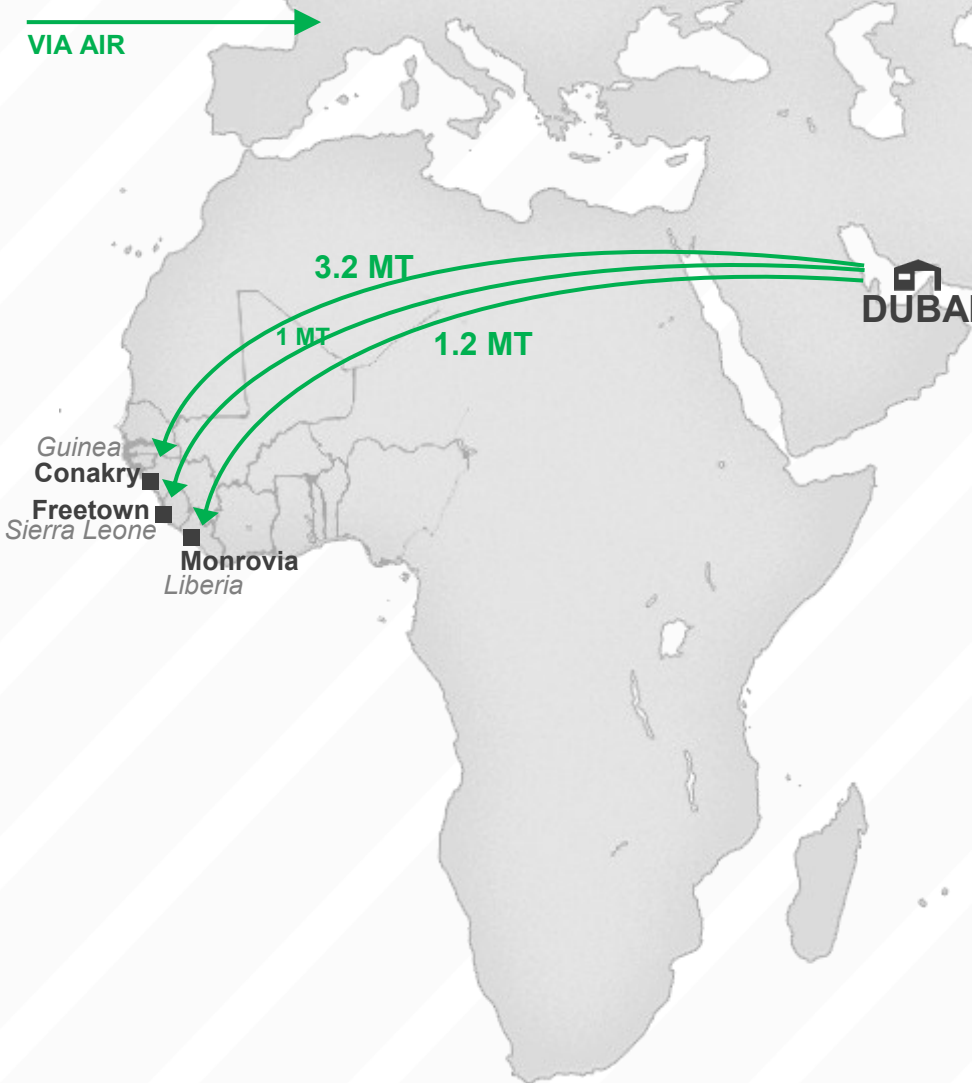 VIA AIR
3.2 MT
1 MT
1.2 MT
DUBAI
Guinea
Conakry
Freetown
Sierra Leone
Monrovia
Liberia